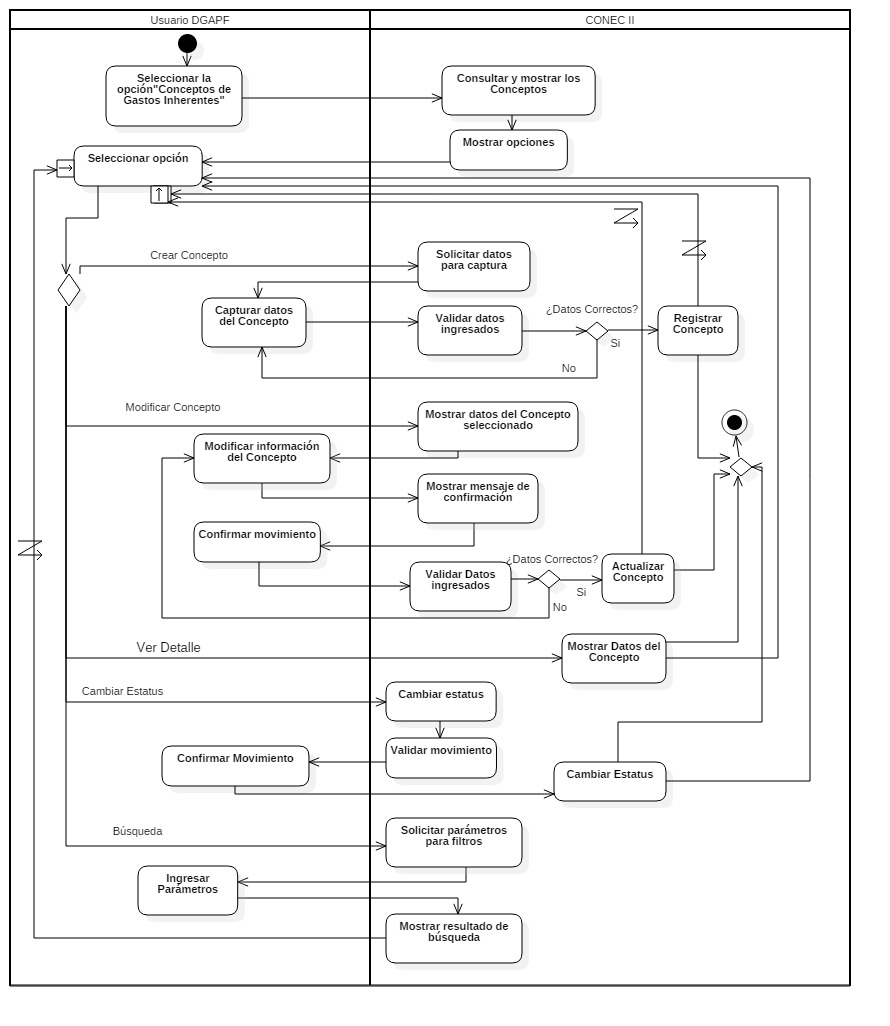 Usuario DGAPF
CONEC II
Seleccionar la
opción"Conceptos de
Gastos Inherentes"
Consultar y mostrar los
Conceptos
Mostrar opciones
Seleccionar opción
Crear Concepto
Solicitar datos
para captura
Capturar datos
del Concepto
Validar datos
ingresados
¿Datos Correctos?
Si
No
Registrar
Concepto
Modificar Concepto
Mostrar datos del Concepto
seleccionado
Modificar información
del Concepto
Mostrar mensaje de
confirmación
Confirmar movimiento
Validar Datos
ingresados
¿Datos Correctos?
Si
No
Actualizar
Concepto
Ver Detalle
Mostrar Datos del
Concepto
Cambiar Estatus
Cambiar estatus
Validar movimiento
Confirmar Movimiento
Cambiar Estatus
Búsqueda
Solicitar parámetros
para filtros
Ingresar
Parámetros
Mostrar resultado de
búsqueda